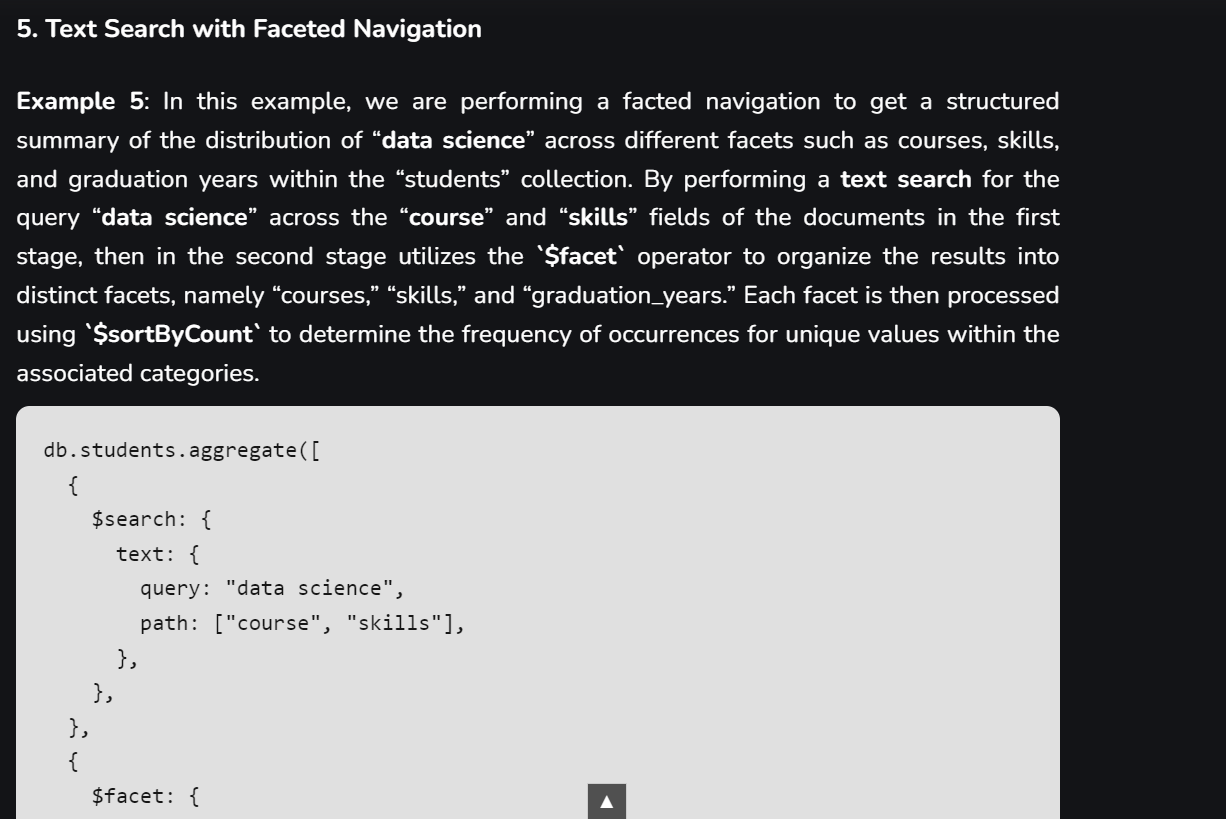 5. Text Search with Faceted Navigation
Example 5: In this example, we are performing a facted navigation to get a structured
summary of the distribution of “data science” across different facets such as courses, skills,
and graduation years within the “students” collection. By performing a text search for the
query “data science” across the “course” and “skills” fields of the documents in the first
stage, then in the second stage utilizes the `$facet` operator to organize the results into
distinct facets, namely “courses,” “skills,” and “graduation_years.” Each facet is then processed
using `$sortByCount` to determine the frequency of occurrences for unique values within the
associated categories.
db.students.aggregate([
  {
    $search: {
      text: {
        query: "data science",
        path: ["course", "skills"],
      },
    },
  },
  {
    $facet: {